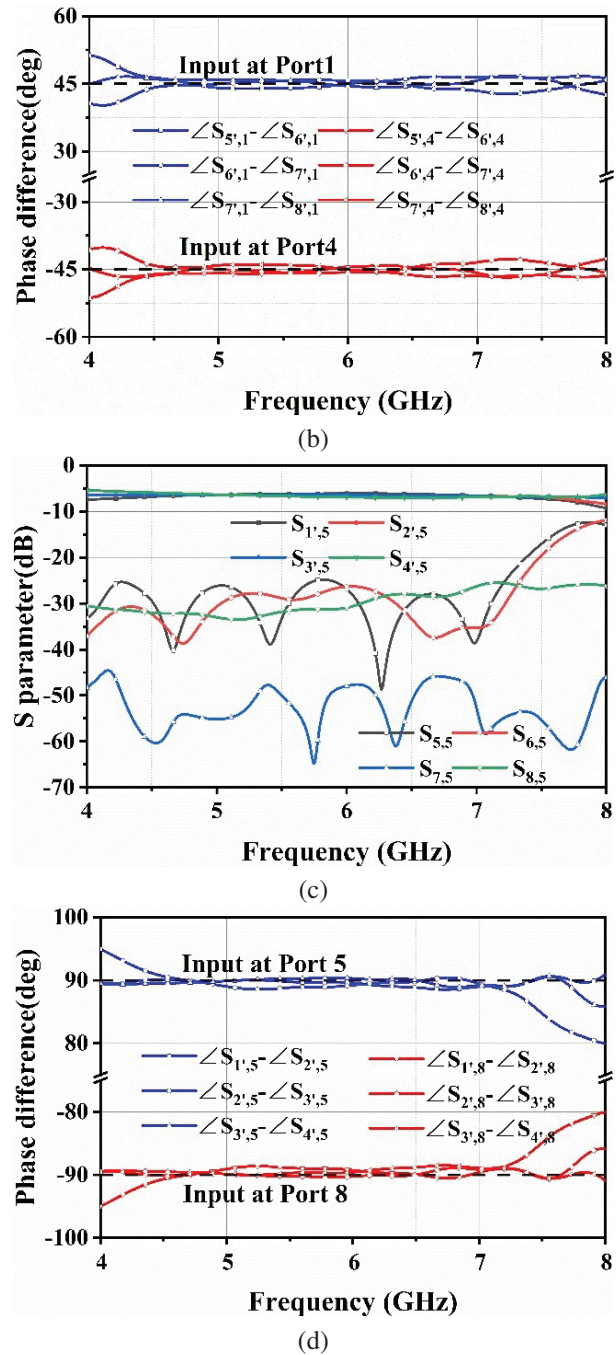 60
Input at Port1
45
∠S5',1-∠S6',1 ∠S5',4-∠S6',4
30
∠S6',1-∠S7',1 ∠S6',4-∠S7',4
∠S7',1-∠S8',1 ∠S7',4-∠S8',4
-30
Input at Port4
-45
-60
Phase difference(deg)
4 5 6 7 8
Frequency (GHz)
(b)
0
-10
S1',5 S2',5
-20
S3',5 S4',5
-30
-40
-50
S5,5 S6,5
-60
S7,5 S8,5
-70
S parameter(dB)
4 5 6 7 8
Frequency (GHz)
(c)
100
Input at Port 5
90
80
∠S1',5-∠S2',5 ∠S1',8-∠S2',8
∠S2',5-∠S3',5 ∠S2',8-∠S3',8
-80
∠S3',5-∠S4',5 ∠S3',8-∠S4',8
-90
Input at Port 8
-100
Phase difference(deg)
4 5 6 7 8
Frequency (GHz)
(d)